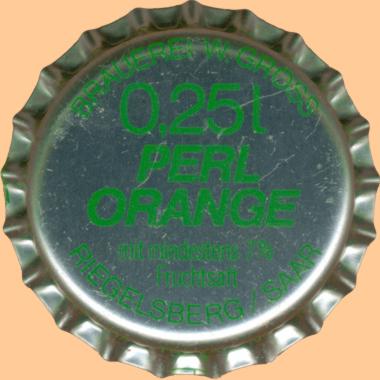 BRAUEREI W. GROSS
0,25 l
PERL
ORANGE
mit mindestens 7%
Fruchtsaft
RIEGELSBERG / SAAR